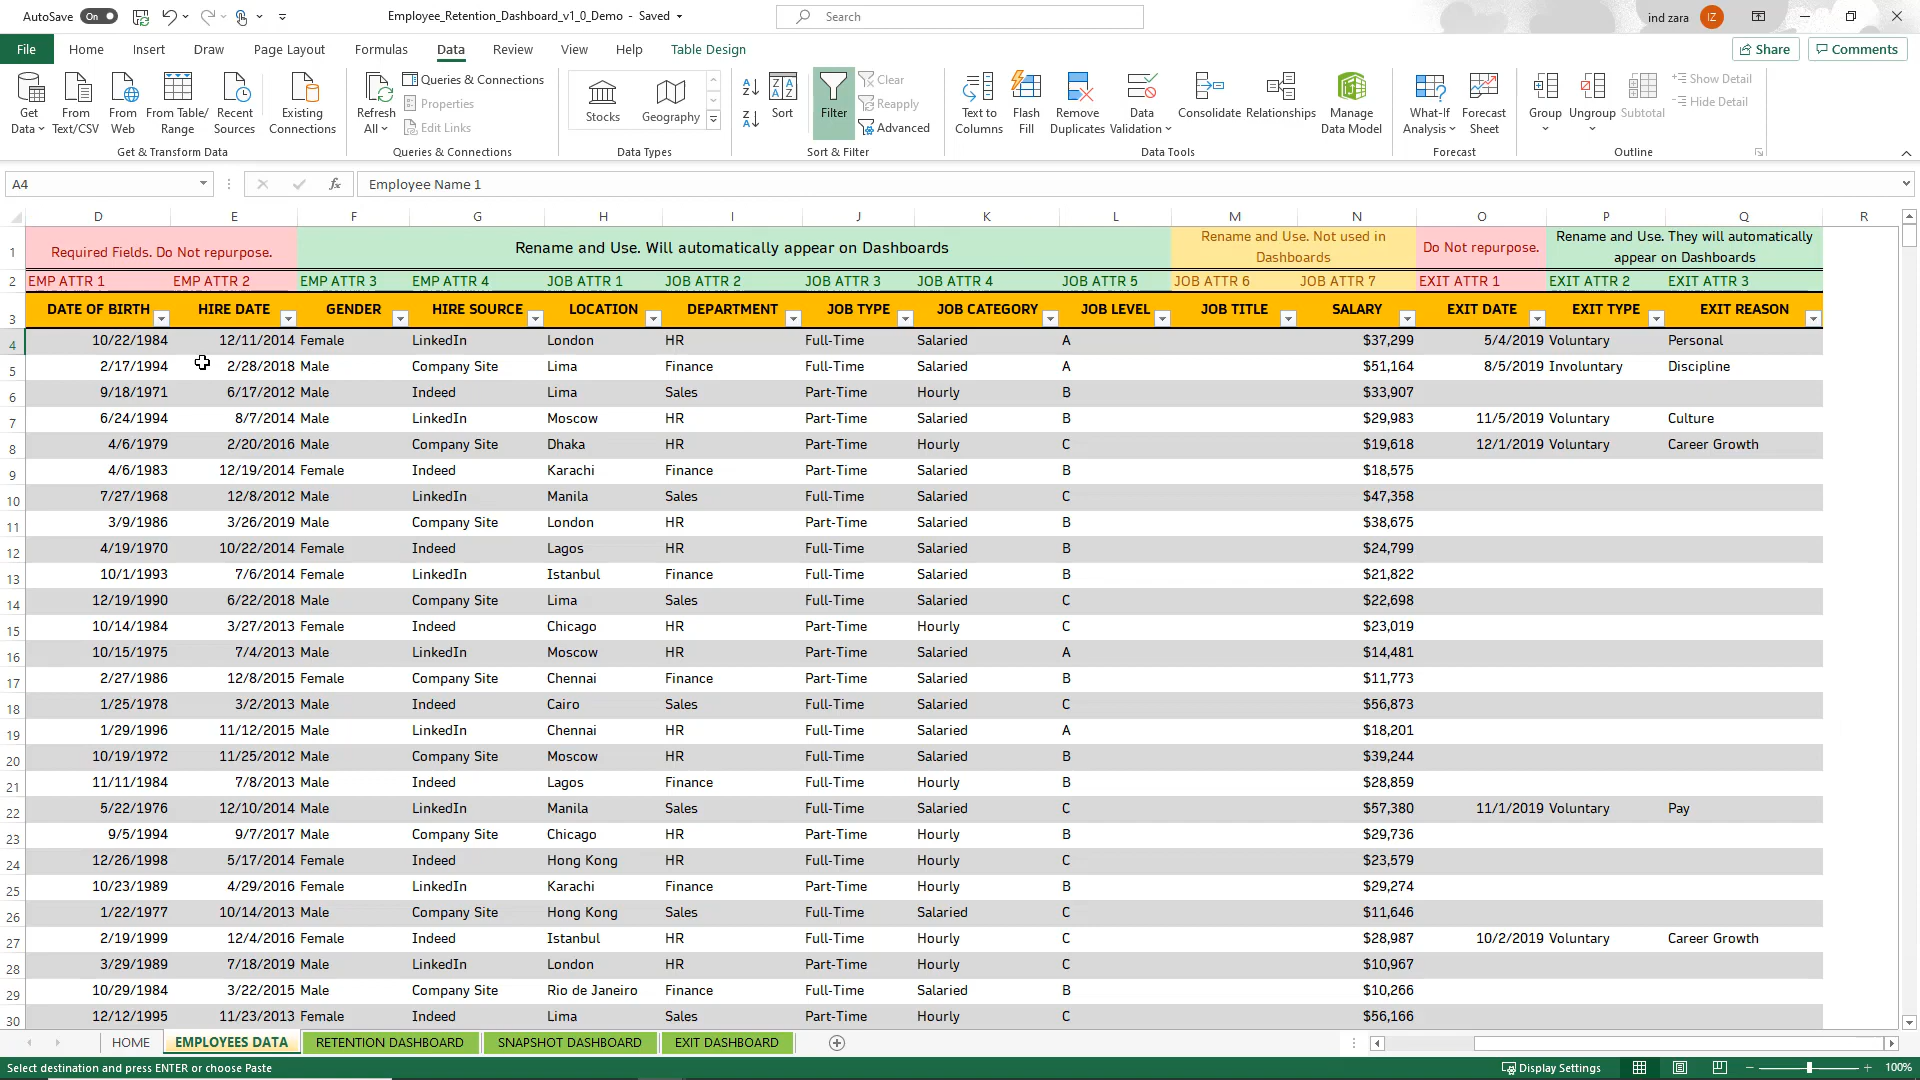 AutoSave On Employee_Retention_Dashboard_v1_0_Demo - Saved Search ind zara IZ
File Home Insert Draw Page Layout Formulas Data Review View Help Table Design Share Comments
Get Data From Text/CSV From Web From Table/ Range Recent Sources Existing Connections Refresh All Queries & Connections Properties Edit Links Stocks Geography Sort Filter Clear Reapply Advanced Text to Columns Flash Fill Remove Duplicates Data Validation Consolidate Relationships Manage Data Model What-If Analysis Forecast Sheet Group Ungroup Subtotal Show Detail Hide Detail
Get & Transform Data Queries & Connections Data Types Sort & Filter Data Tools Forecast Outline
A4 fx Employee Name 1
D E F G H I J K L M N O P Q R
1 Required Fields. Do Not repurpose. Rename and Use. Will automatically appear on Dashboards Rename and Use. Not used in Dashboards Do Not repurpose. Rename and Use. They will automatically appear on Dashboards
2 EMP ATTR 1 EMP ATTR 2 EMP ATTR 3 EMP ATTR 4 JOB ATTR 1 JOB ATTR 2 JOB ATTR 3 JOB ATTR 4 JOB ATTR 5 JOB ATTR 6 JOB ATTR 7 EXIT ATTR 1 EXIT ATTR 2 EXIT ATTR 3
3 DATE OF BIRTH HIRE DATE GENDER HIRE SOURCE LOCATION DEPARTMENT JOB TYPE JOB CATEGORY JOB LEVEL JOB TITLE SALARY EXIT DATE EXIT TYPE EXIT REASON
4 10/22/1984 12/11/2014 Female LinkedIn London HR Full-Time Salaried A $37,299 5/4/2019 Voluntary Personal
5 2/17/1994 2/28/2018 Male Company Site Lima Finance Full-Time Salaried A $51,164 8/5/2019 Involuntary Discipline
6 9/18/1971 6/17/2012 Male Indeed Lima Sales Part-Time Hourly B $33,907
7 6/24/1994 8/7/2014 Male LinkedIn Moscow HR Part-Time Salaried B $29,983 11/5/2019 Voluntary Culture
8 4/6/1979 2/20/2016 Male Company Site Dhaka HR Part-Time Hourly C $19,618 12/1/2019 Voluntary Career Growth
9 4/6/1983 12/19/2014 Female Indeed Karachi Finance Part-Time Salaried B $18,575
10 7/27/1968 12/8/2012 Male LinkedIn Manila Sales Full-Time Salaried C $47,358
11 3/9/1986 3/26/2019 Male Company Site London HR Part-Time Salaried B $38,675
12 4/19/1970 10/22/2014 Female Indeed Lagos HR Full-Time Salaried B $24,799
13 10/1/1993 7/6/2014 Female LinkedIn Istanbul Finance Full-Time Salaried B $21,822
14 12/19/1990 6/22/2018 Male Company Site Lima Sales Full-Time Salaried C $22,698
15 10/14/1984 3/27/2013 Female Indeed Chicago HR Part-Time Hourly C $23,019
16 10/15/1975 7/4/2013 Male LinkedIn Moscow HR Part-Time Salaried A $14,481
17 2/27/1986 12/8/2015 Female Company Site Chennai Finance Part-Time Salaried B $11,773
18 1/25/1978 3/2/2013 Male Indeed Cairo Sales Full-Time Salaried C $56,873
19 1/29/1996 11/12/2015 Male LinkedIn Chennai HR Full-Time Salaried A $18,201
20 10/19/1972 11/25/2012 Male Company Site Moscow HR Full-Time Salaried B $39,244
21 11/11/1984 7/8/2013 Male Indeed Lagos Finance Full-Time Hourly B $28,859
22 5/22/1976 12/10/2014 Male LinkedIn Manila Sales Full-Time Salaried C $57,380 11/1/2019 Voluntary Pay
23 9/5/1994 9/7/2017 Male Company Site Chicago HR Part-Time Hourly B $29,736
24 12/26/1998 5/17/2014 Female Indeed Hong Kong HR Full-Time Hourly C $23,579
25 10/23/1989 4/29/2016 Female LinkedIn Karachi Finance Part-Time Hourly B $29,274
26 1/22/1977 10/14/2013 Male Company Site Hong Kong Sales Full-Time Salaried C $11,646
27 2/19/1999 12/4/2016 Female Indeed Istanbul HR Full-Time Hourly C $28,987 10/2/2019 Voluntary Career Growth
28 3/29/1989 7/18/2019 Male LinkedIn London HR Part-Time Hourly C $10,967
29 10/29/1984 3/22/2015 Male Company Site Rio de Janeiro Finance Full-Time Salaried B $10,266
30 12/12/1995 11/23/2013 Female Indeed Lima Sales Part-Time Hourly C $56,166
HOME EMPLOYEES DATA RETENTION DASHBOARD SNAPSHOT DASHBOARD EXIT DASHBOARD
Select destination and press ENTER or choose Paste Display Settings 100%